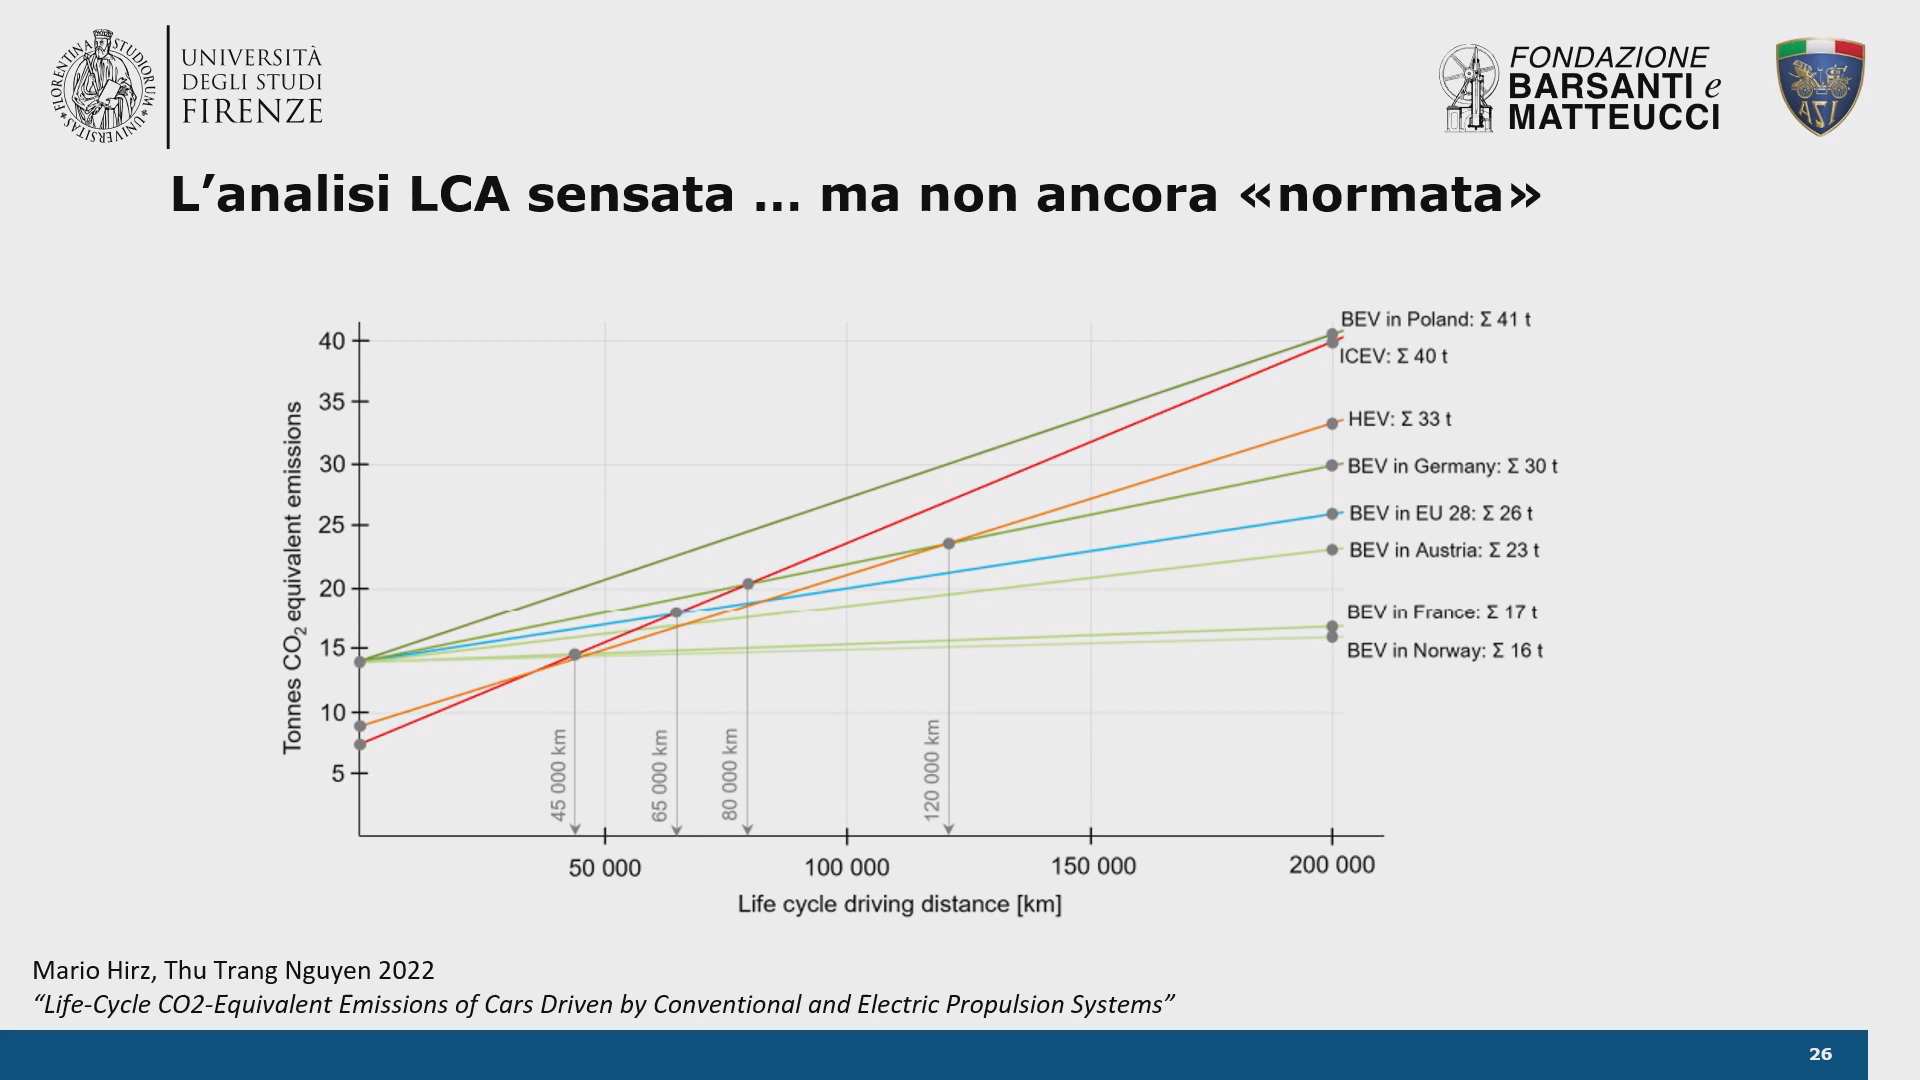 UNIVERSITÀ
DEGLI STUDI
FIRENZE
FLORENTINA STUDIORUM UNIVERSITAS
FONDAZIONE
BARSANTI e
MATTEUCCI
ASI
L’analisi LCA sensata … ma non ancora «normata»
Tonnes CO2 equivalent emissions
40
35
30
25
20
15
10
5
BEV in Poland: Σ 41 t
ICEV: Σ 40 t
HEV: Σ 33 t
BEV in Germany: Σ 30 t
BEV in EU 28: Σ 26 t
BEV in Austria: Σ 23 t
BEV in France: Σ 17 t
BEV in Norway: Σ 16 t
45 000 km
65 000 km
80 000 km
120 000 km
50 000
100 000
150 000
200 000
Life cycle driving distance [km]
Mario Hirz, Thu Trang Nguyen 2022
“Life-Cycle CO2-Equivalent Emissions of Cars Driven by Conventional and Electric Propulsion Systems”
26